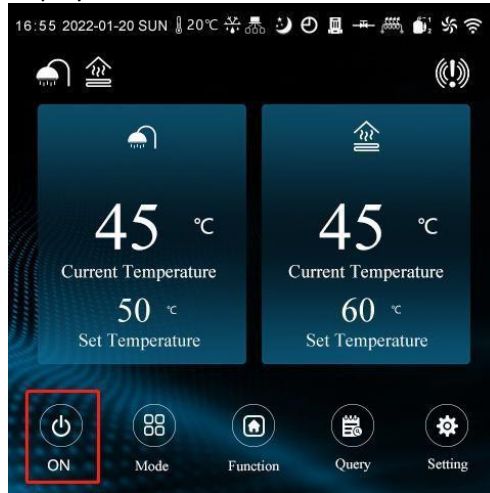 16:55 2022-01-20 SUN 20℃
45 ℃ 45 ℃
Current Temperature Current Temperature
50 ℃ 60 ℃
Set Temperature Set Temperature
ON Mode Function Query Setting